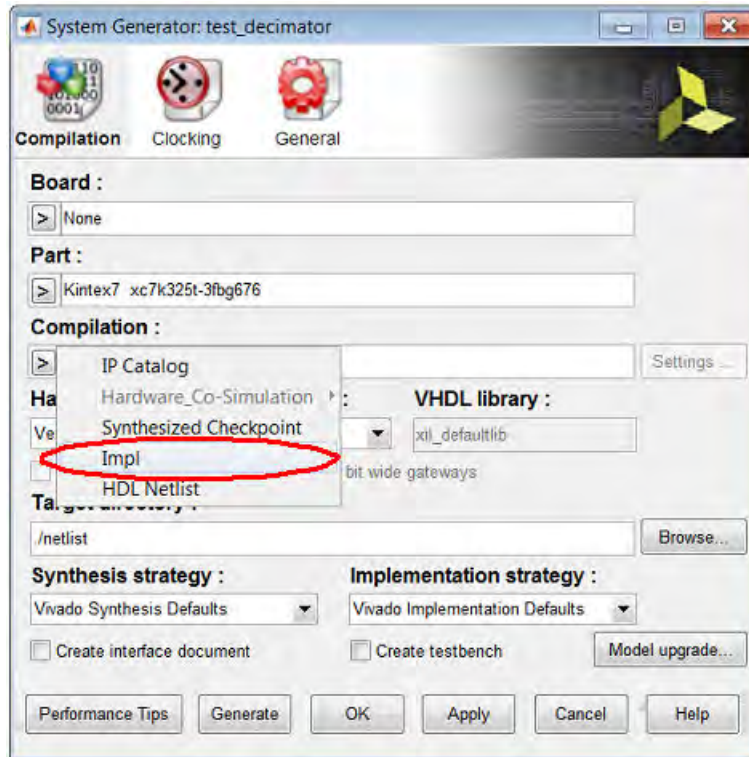 System Generator: test_decimator
Compilation Clocking General
Board :
> None
Part :
> Kintex7 xc7k325t-3fbg676
Compilation :
> Settings ...
IP Catalog
Hardware_Co-Simulation
Ha : VHDL library :
Synthesized Checkpoint
Ve xil_defaultlib
Impl
bit wide gateways
HDL Netlist
/netlist Browse...
Synthesis strategy : Implementation strategy :
Vivado Synthesis Defaults Vivado Implementation Defaults
Create interface document Create testbench Model upgrade...
Performance Tips Generate OK Apply Cancel Help